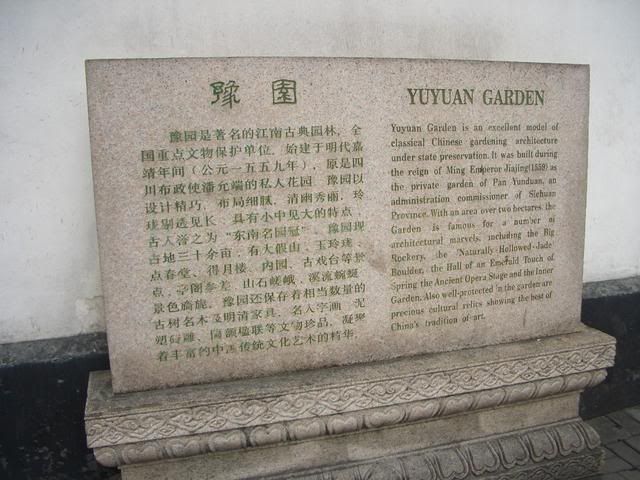 豫園
豫园是著名的江南古典园林，全
国重点文物保护单位，始建于明代嘉
靖年间（公元一五五九年），原是四
川布政使潘允端的私人花园 豫园以
设计精巧、布局细腻，清幽秀丽，玲
珑剔透见长，具有小中见大的特点，
古人誉之为“东南名园冠”。豫园现
占地三十余亩，有大假山、玉玲珑、
点春堂、得月楼、内园、古戏台等景
点，亭阁参差，山石嵯峨，溪流蜿蜒，
景色旖旎。豫园还保存着相当数量的
古树名木及明清家具、名人字画、泥
塑砖雕、匾额楹联等文物珍品，凝聚
着丰富的中国传统文化艺术的精华。
YUYUAN GARDEN
Yuyuan Garden is an excellent model of
classical Chinese gardening architecture
under state preservation. It was built during
the reign of Ming Emperor Jiajing(1559) as
the private garden of Pan Yunduan, an
administration commissioner of Sichuan
Province. With an area over two hectares, the
Garden is famous for a number of
architectural marvels, including the Big
Rockery, the Naturally-Hollowed-Jade
Boulder, the Hall of an Emerald Touch of
Spring the Ancient Opera Stage and the Inner
Garden. Also well-protected in the garden are
precious cultural relics showing the best of
China's tradition of art.